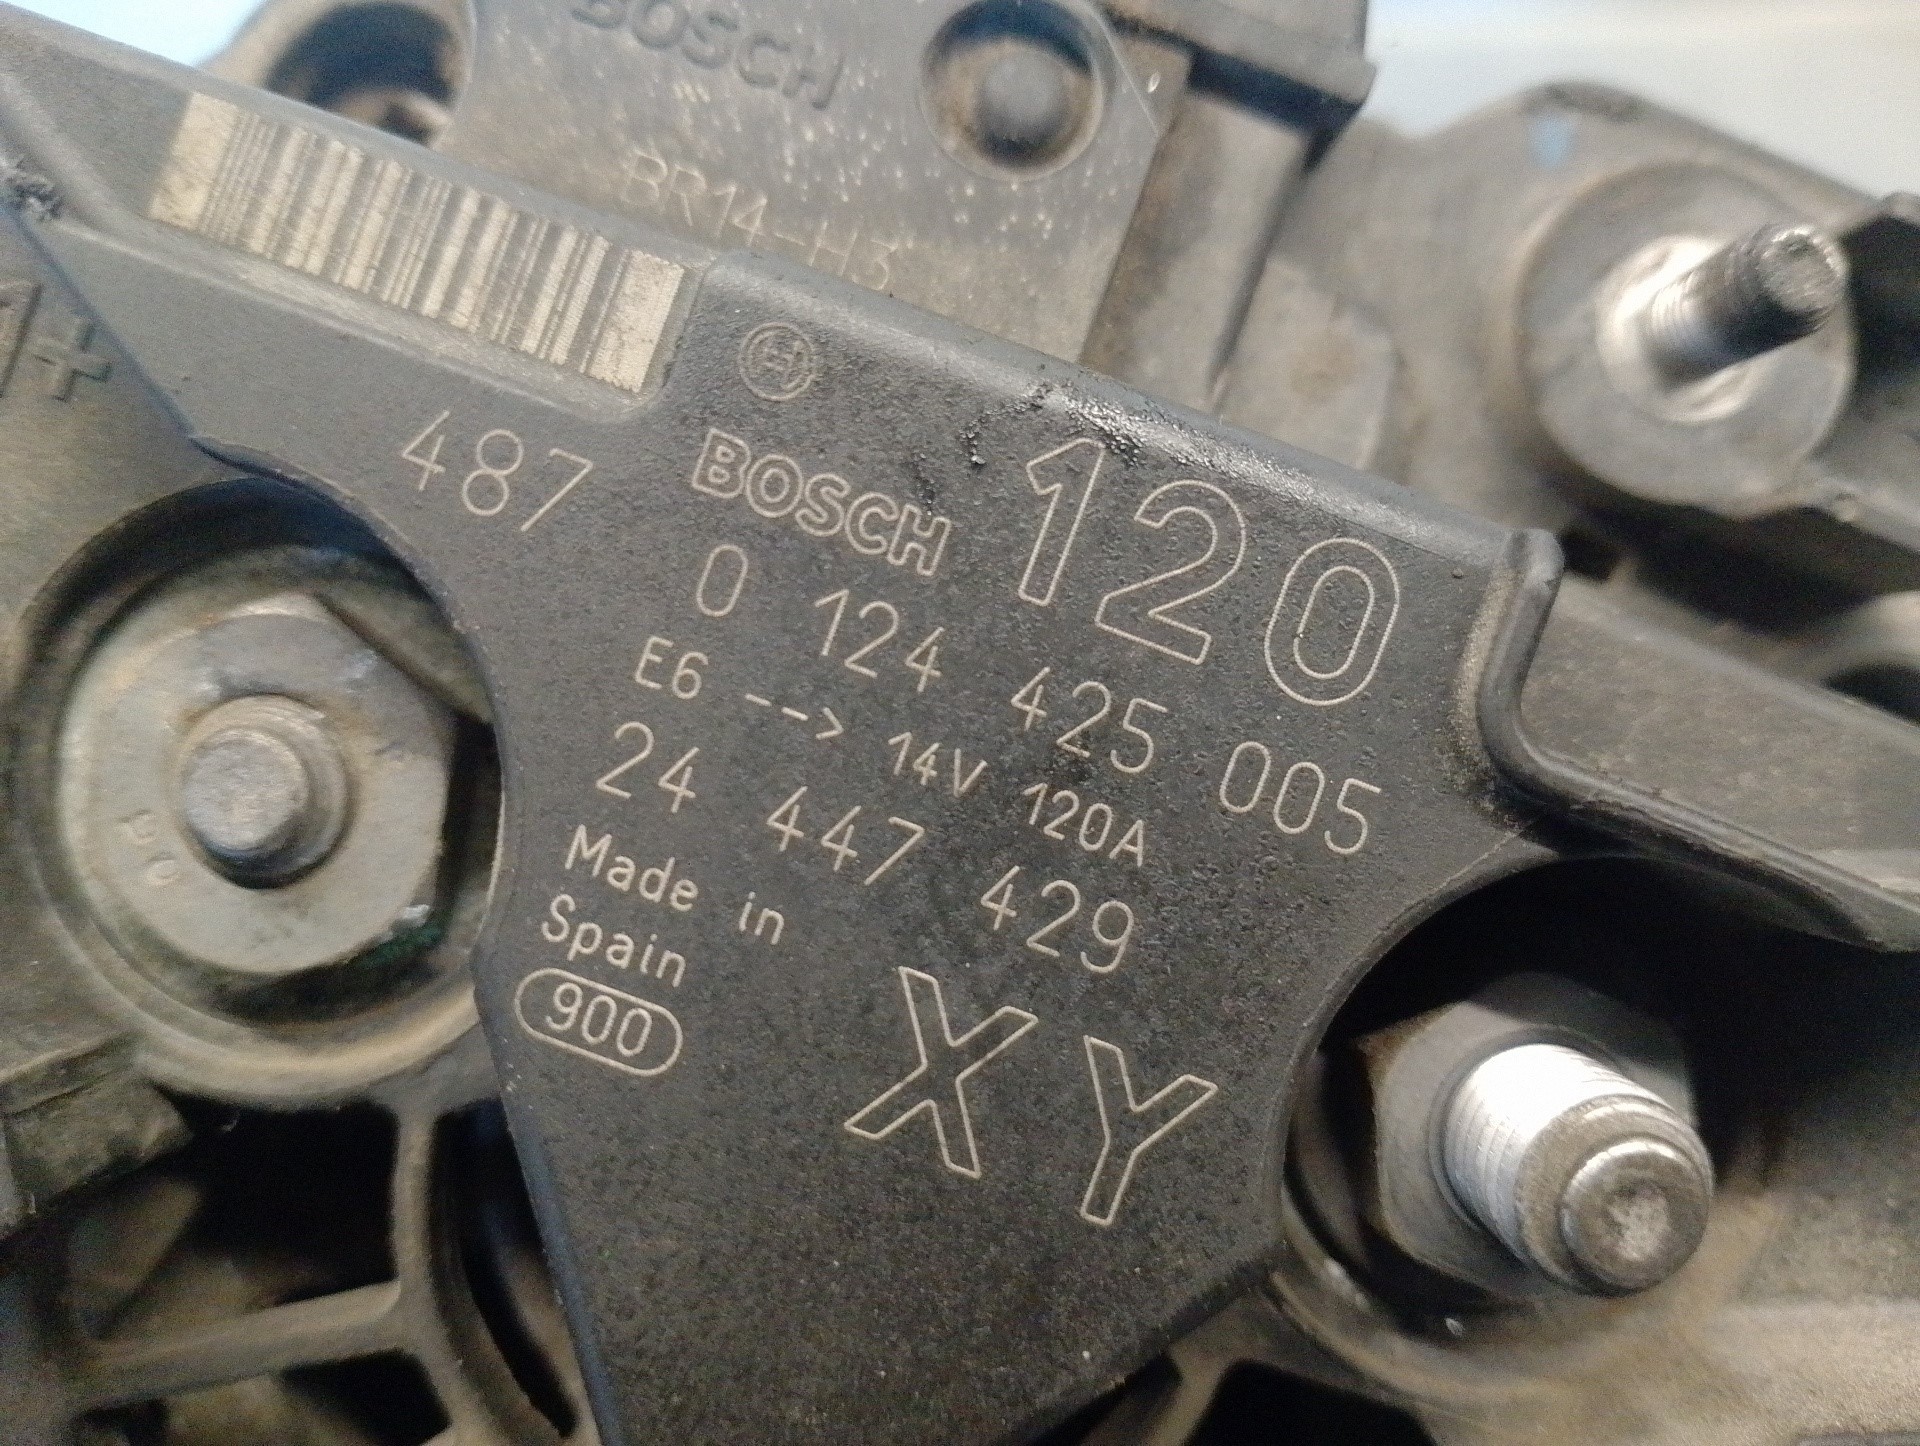 BOSCH
BR14-H3
1+
487
BOSCH
120
0 124 425 005
E6 --> 14V 120A
24 447 429
Made in
Spain
900
XY